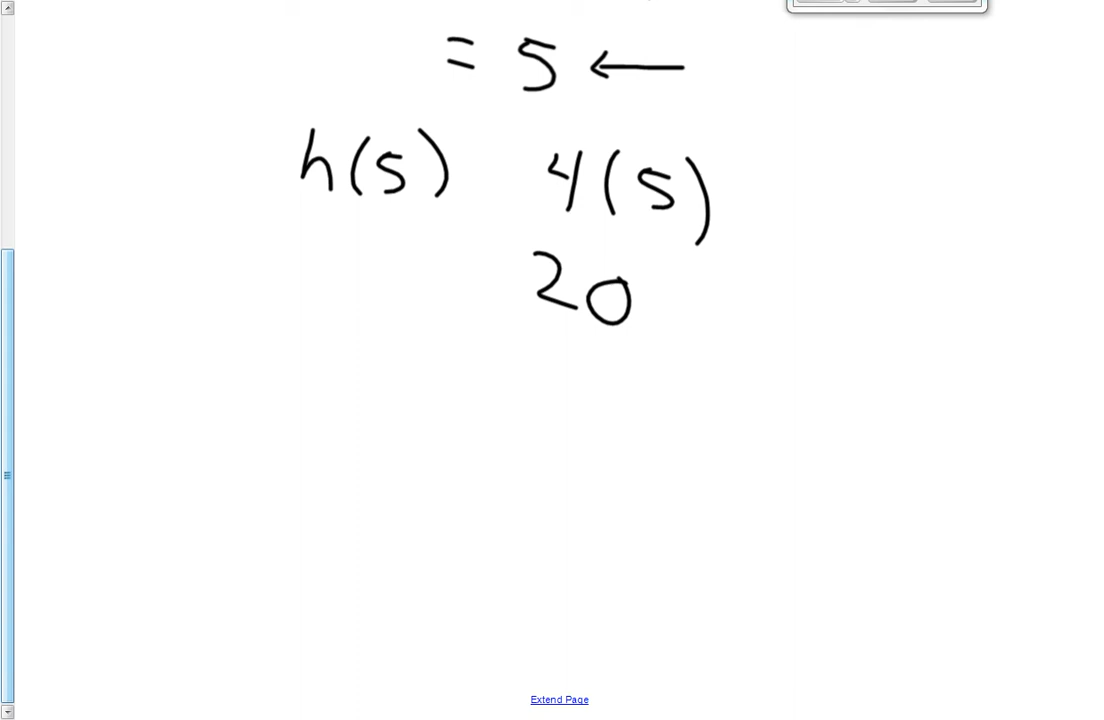 = 5 ←
h(5) 4(5)
20
Extend Page